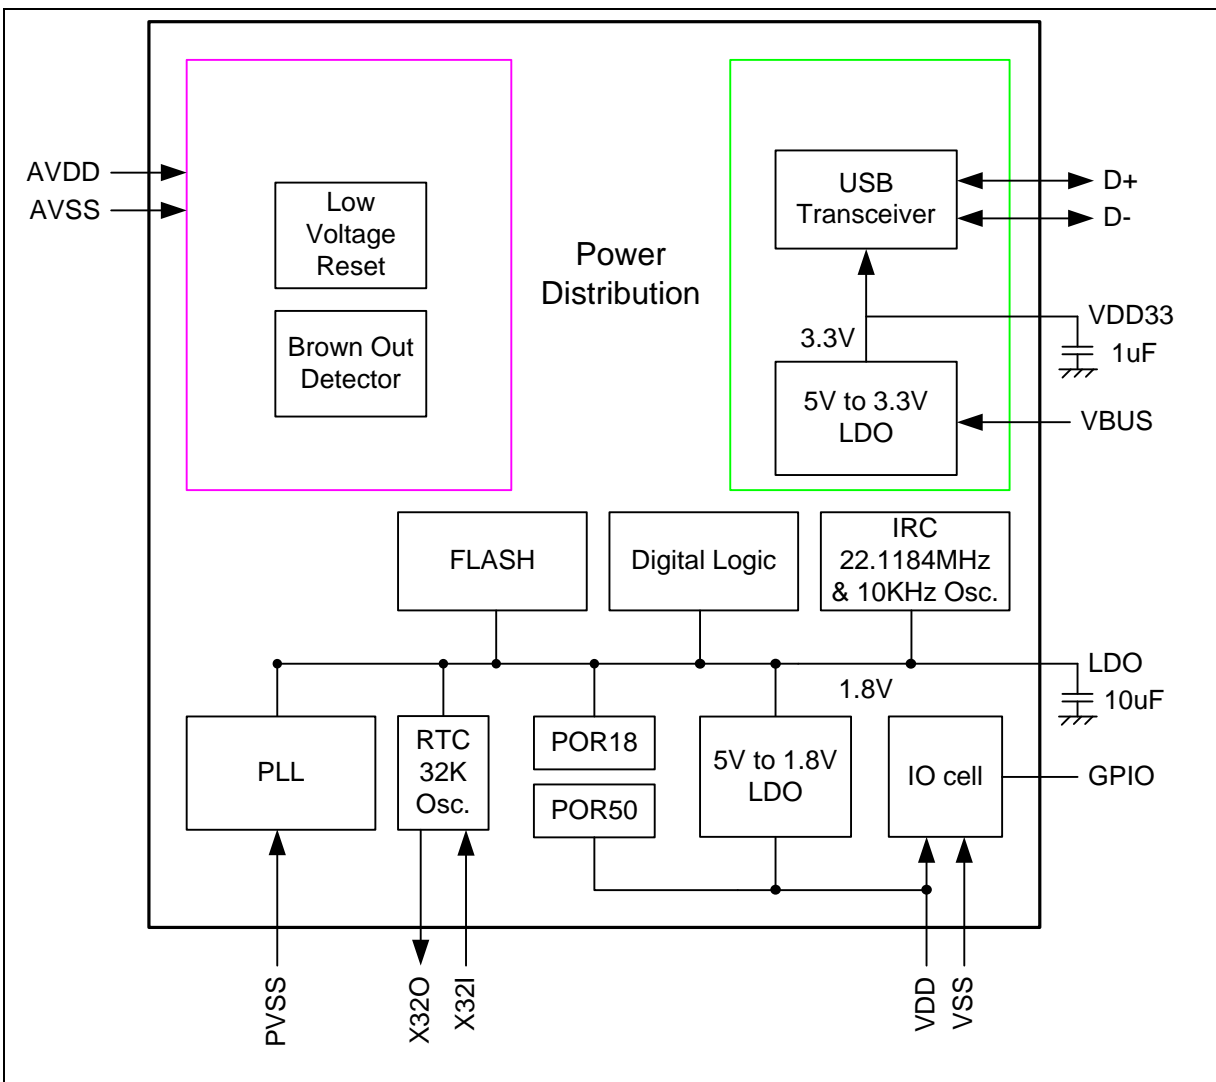 AVDD
AVSS
Low
Voltage
Reset
Brown Out
Detector
Power
Distribution
USB
Transceiver
D+
D-
3.3V
VDD33
1uF
5V to 3.3V
LDO
VBUS
FLASH
Digital Logic
IRC
22.1184MHz
& 10KHz Osc.
1.8V
LDO
10uF
PLL
RTC
32K
Osc.
POR18
POR50
5V to 1.8V
LDO
IO cell
GPIO
PVSS
X32O
X32I
VDD
VSS